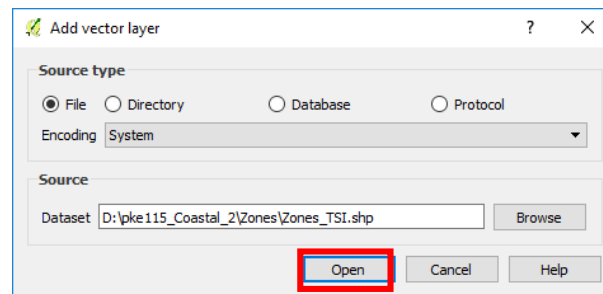 Add vector layer ?
Source type
File Directory Database Protocol
Encoding System
Source
Dataset D:\pke115_Coastal_2\Zones\Zones_TSI.shp Browse
Open Cancel Help